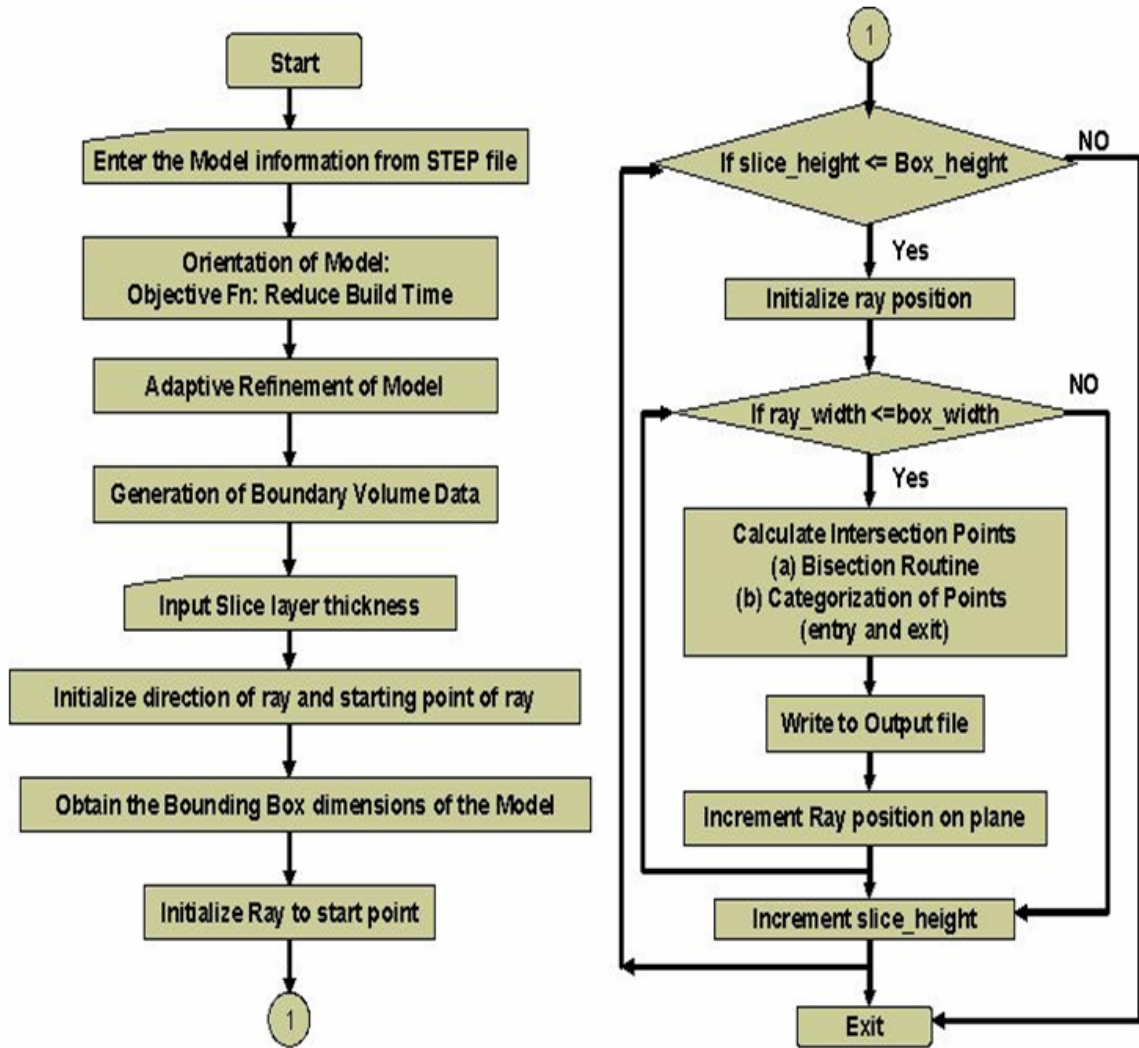 Start
Enter the Model information from STEP file
Orientation of Model:
Objective Fn: Reduce Build Time
Adaptive Refinement of Model
Generation of Boundary Volume Data
Input Slice layer thickness
Initialize direction of ray and starting point of ray
Obtain the Bounding Box dimensions of the Model
Initialize Ray to start point
1
1
If slice_height <= Box_height
NO
Yes
Initialize ray position
If ray_width <=box_width
NO
Yes
Calculate Intersection Points
(a) Bisection Routine
(b) Categorization of Points
(entry and exit)
Write to Output file
Increment Ray position on plane
Increment slice_height
Exit